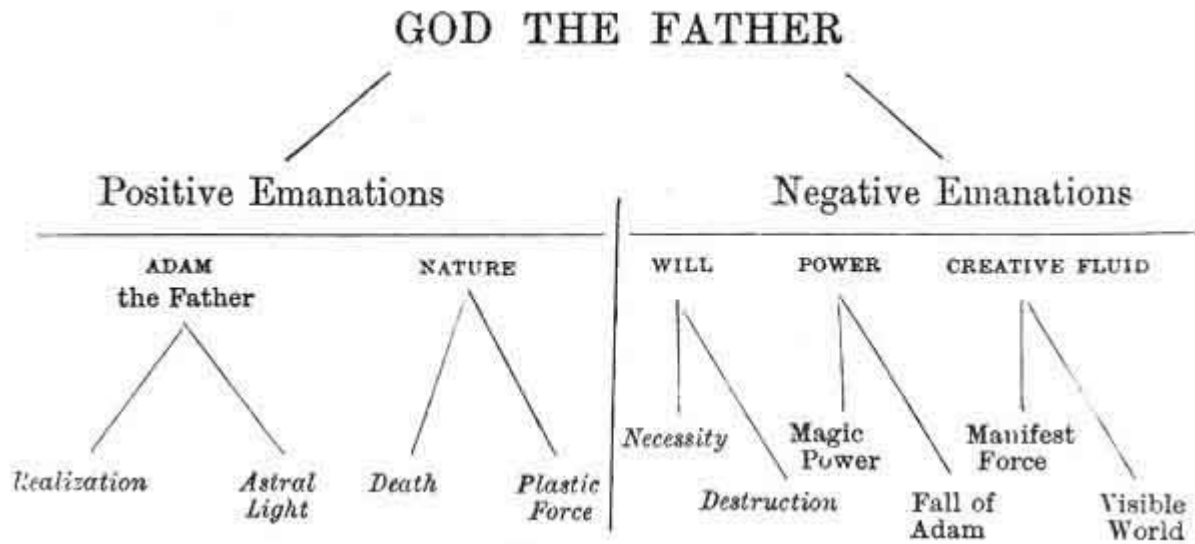 GOD THE FATHER
Positive Emanations
Negative Emanations
ADAM
the Father
NATURE
WILL
POWER
CREATIVE FLUID
Realization
Astral
Light
Death
Plastic
Force
Necessity
Destruction
Magic
Power
Fall of
Adam
Manifest
Force
Visible
World